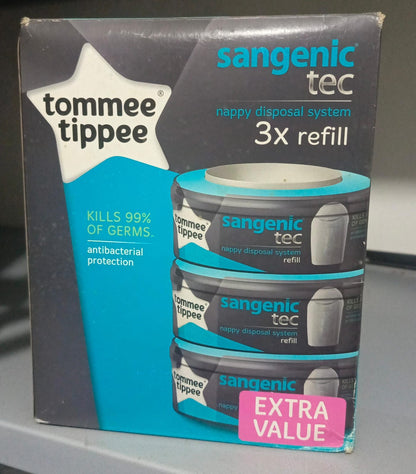 sangenic
tec
nappy disposal system
3x refill
tommee®
tippee
KILLS 99%
OF GERMS.
antibacterial
protection
tommee
tippee
sangenic
tec
nappy disposal system
refill
tommee
tippee
sangenic
tec
nappy disposal system
refill
tommee
tippee
sangenic
EXTRA
VALUE